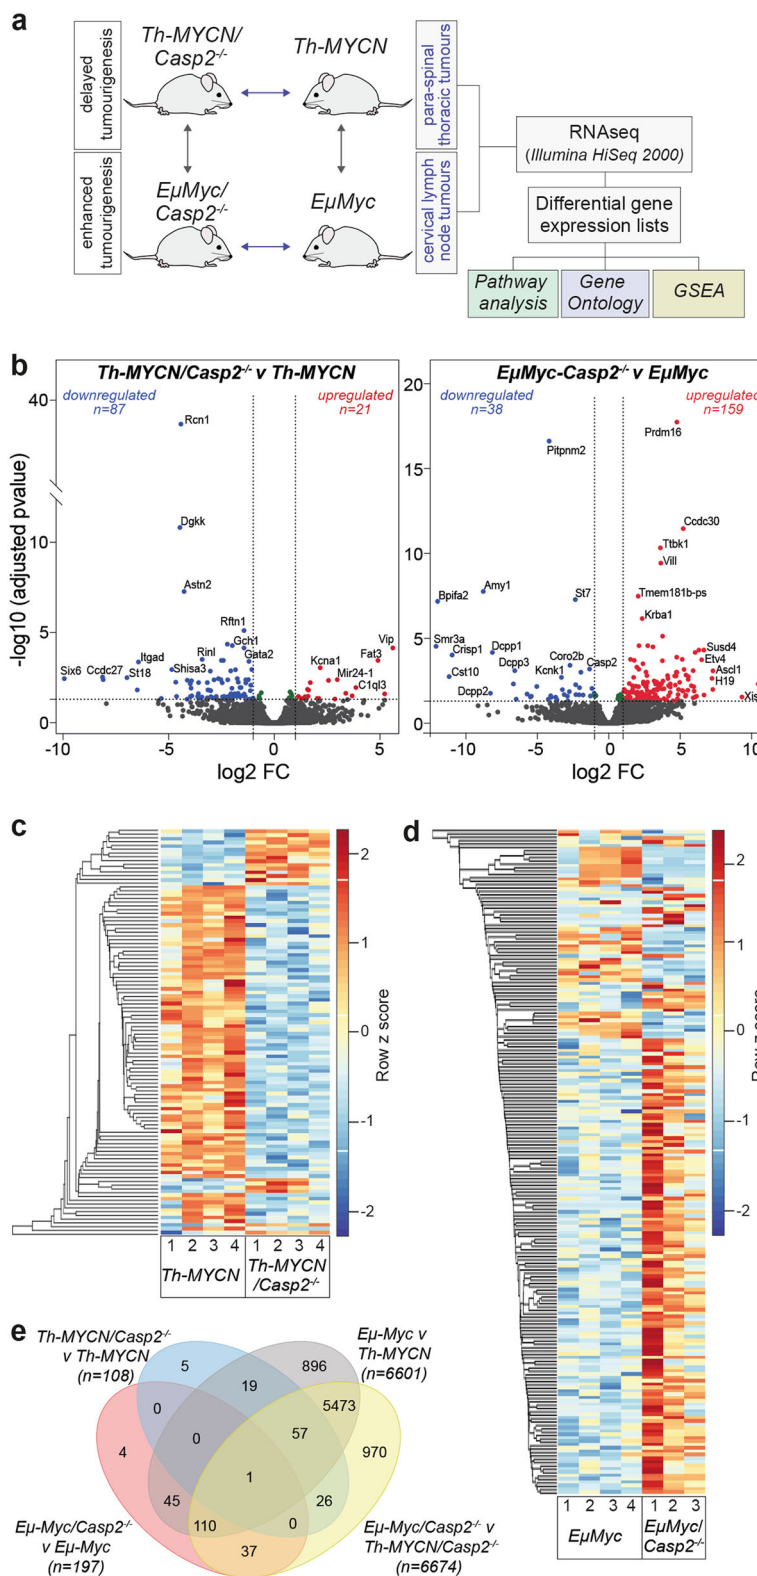 a
delayed
tumourigenesis
Th-MYCN/
Casp2-/-
Th-MYCN
para-spinal
thoracic tumours
enhanced
tumourigenesis
EμMyc/
Casp2-/-
EμMyc
cervical lymph
node tumours
RNAseq
(Illumina HiSeq 2000)
Differential gene
expression lists
Pathway
analysis
Gene
Ontology
GSEA
b
Th-MYCN/Casp2-/- v Th-MYCN
downregulated
n=87
upregulated
n=21
-log10 (adjusted pvalue)
40
10
5
0
Rcn1
Dgkk
Astn2
Rftn1
Gch1
Gata2
Rinl
Itgad
Shisa3
Six6
Ccdc27
St18
Vip
Fat3
Kcna1
Mir24-1
C1ql3
-10
-5
0
5
log2 FC
EμMyc-Casp2-/- v EμMyc
downregulated
n=38
upregulated
n=159
20
15
10
5
0
Prdm16
Pitpnm2
Ccdc30
Ttbk1
Vill
Amy1
St7
Tmem181b-ps
Bpifa2
Krba1
Smr3a
Crisp1
Dcpp1
Coro2b
Casp2
Susd4
Etv4
Cst10
Dcpp3
Kcnk1
Ascl1
H19
Dcpp2
Xis
-10
-5
0
5
10
log2 FC
c
2
1
0
-1
-2
Row z score
1 2 3 4 1 2 3 4
Th-MYCN
Th-MYCN
/Casp2-/-
d
2
1
0
-1
-2
Row z score
1 2 3 4 1 2 3
EμMyc
EμMyc/
Casp2-/-
e
Th-MYCN/Casp2-/-
v Th-MYCN
(n=108)
Eμ-Myc v
Th-MYCN
(n=6601)
5
896
19
5473
0
0
57
4
970
1
45
26
110
0
37
Eμ-Myc/Casp2-/-
v Eμ-Myc
(n=197)
Eμ-Myc/Casp2-/- v
Th-MYCN/Casp2-/-
(n=6674)